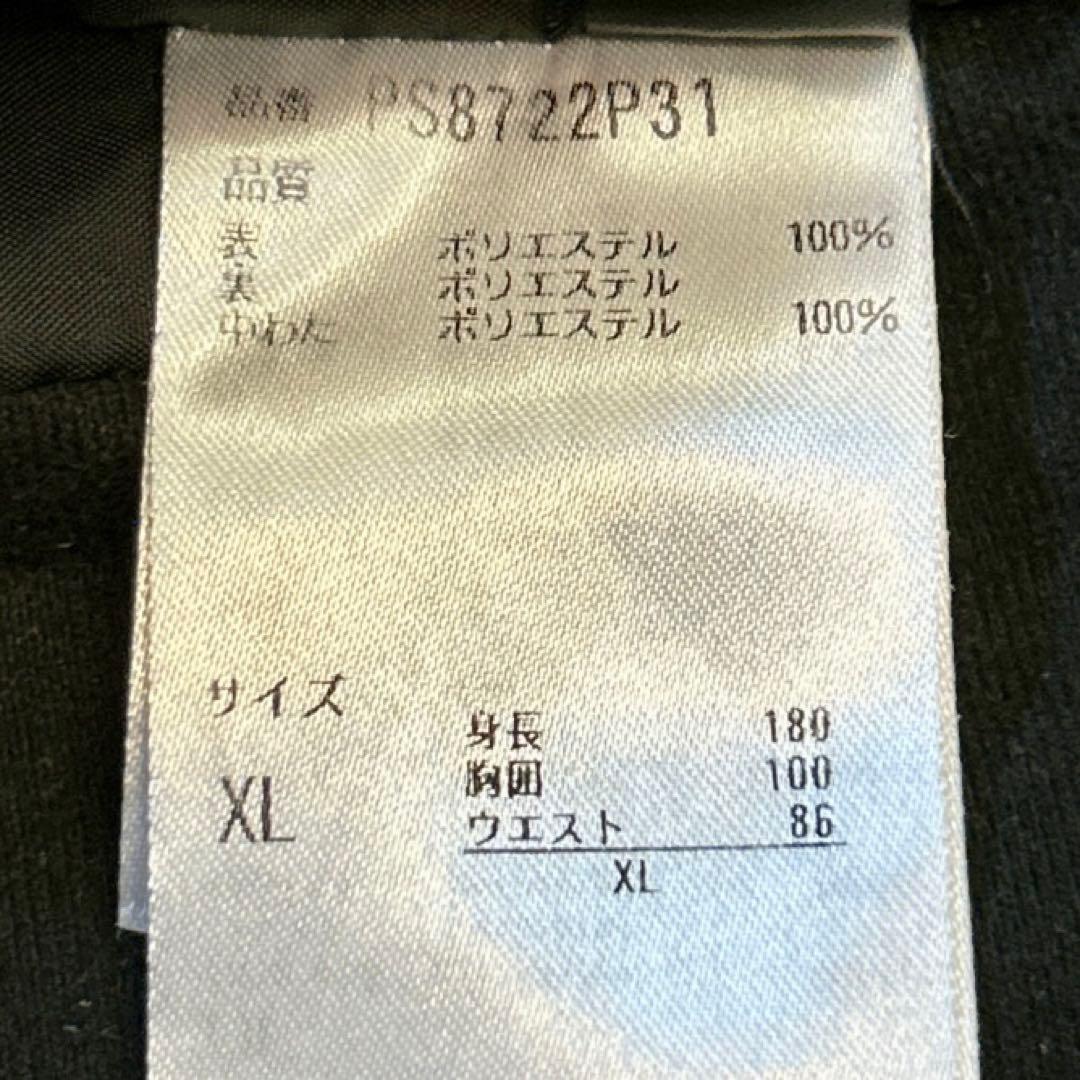 品番 PS8722P31
品質
表 ポリエステル 100%
裏 ポリエステル
中わた ポリエステル 100%
サイズ
身長 180
胸囲 100
XL
ウエスト 86
XL